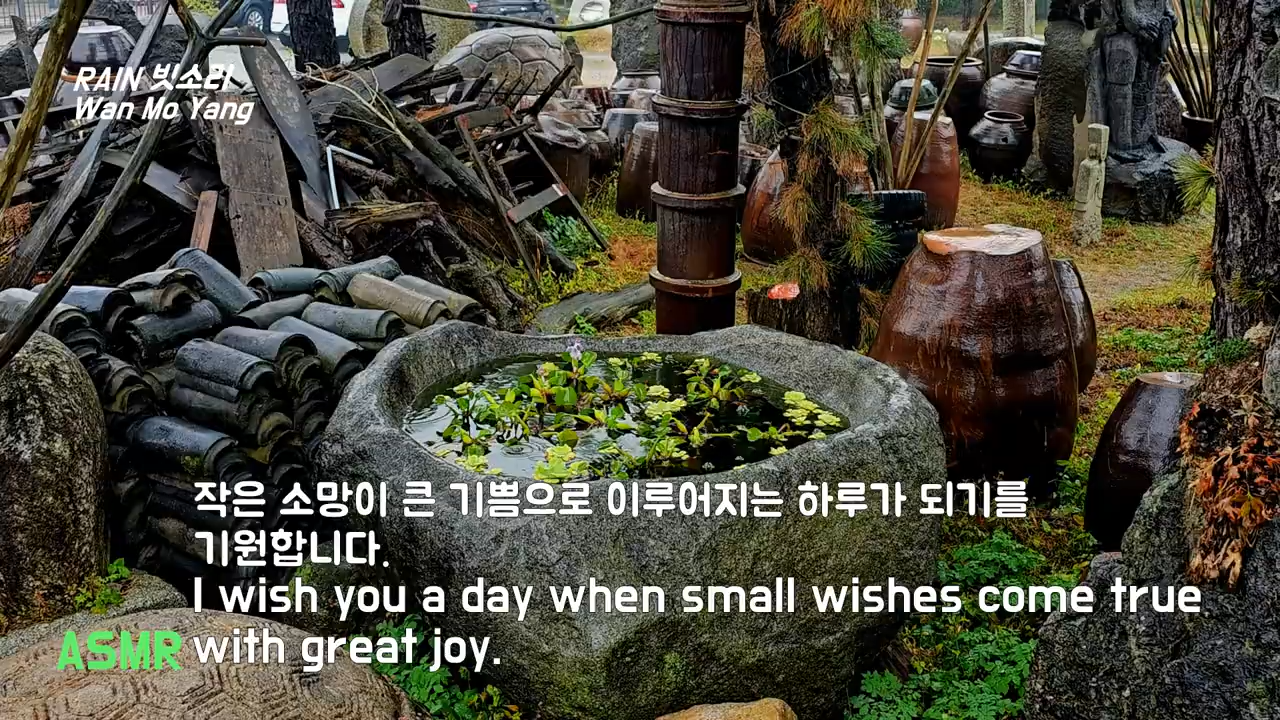 RAIN 빗소리
Wan Mo Yang
작은 소망이 큰 기쁨으로 이루어지는 하루가 되기를
기원합니다.
I wish you a day when small wishes come true
ASMR with great joy.